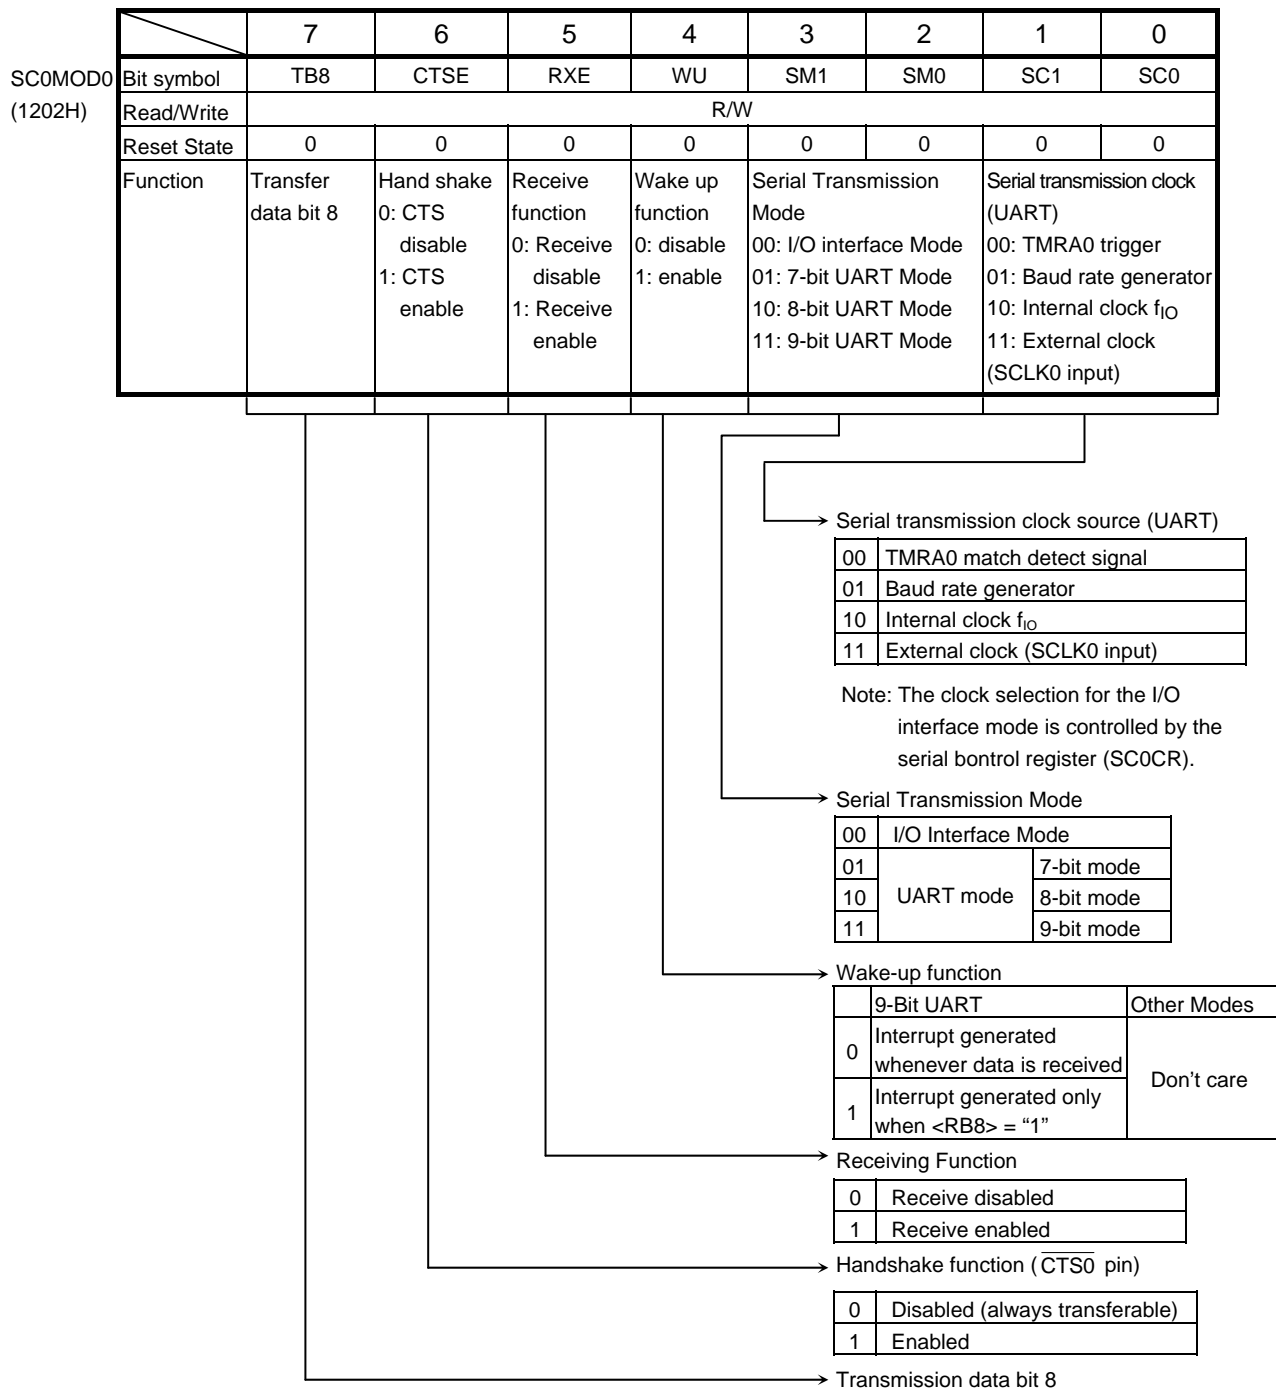 7 6 5 4 3 2 1 0
SC0MOD0 Bit symbol TB8 CTSE RXE WU SM1 SM0 SC1 SC0
(1202H) Read/Write R/W
Reset State 0 0 0 0 0 0 0 0
Function Transfer Hand shake Receive Wake up Serial Transmission Serial transmission clock
data bit 8 0: CTS function function Mode (UART)
disable 0: Receive 0: disable 00: I/O interface Mode 00: TMRA0 trigger
1: CTS disable 1: enable 01: 7-bit UART Mode 01: Baud rate generator
enable 1: Receive 10: 8-bit UART Mode 10: Internal clock fIO
enable 11: 9-bit UART Mode 11: External clock
(SCLK0 input)
Serial transmission clock source (UART)
00 TMRA0 match detect signal
01 Baud rate generator
10 Internal clock fIO
11 External clock (SCLK0 input)
Note: The clock selection for the I/O
interface mode is controlled by the
serial bontrol register (SC0CR).
Serial Transmission Mode
00 I/O Interface Mode
01 7-bit mode
10 UART mode 8-bit mode
11 9-bit mode
Wake-up function
9-Bit UART Other Modes
0 Interrupt generated
whenever data is received
Don't care
1 Interrupt generated only
when <RB8> = “1”
Receiving Function
0 Receive disabled
1 Receive enabled
Handshake function ( C̅T̅S̅0̅ pin)
0 Disabled (always transferable)
1 Enabled
Transmission data bit 8